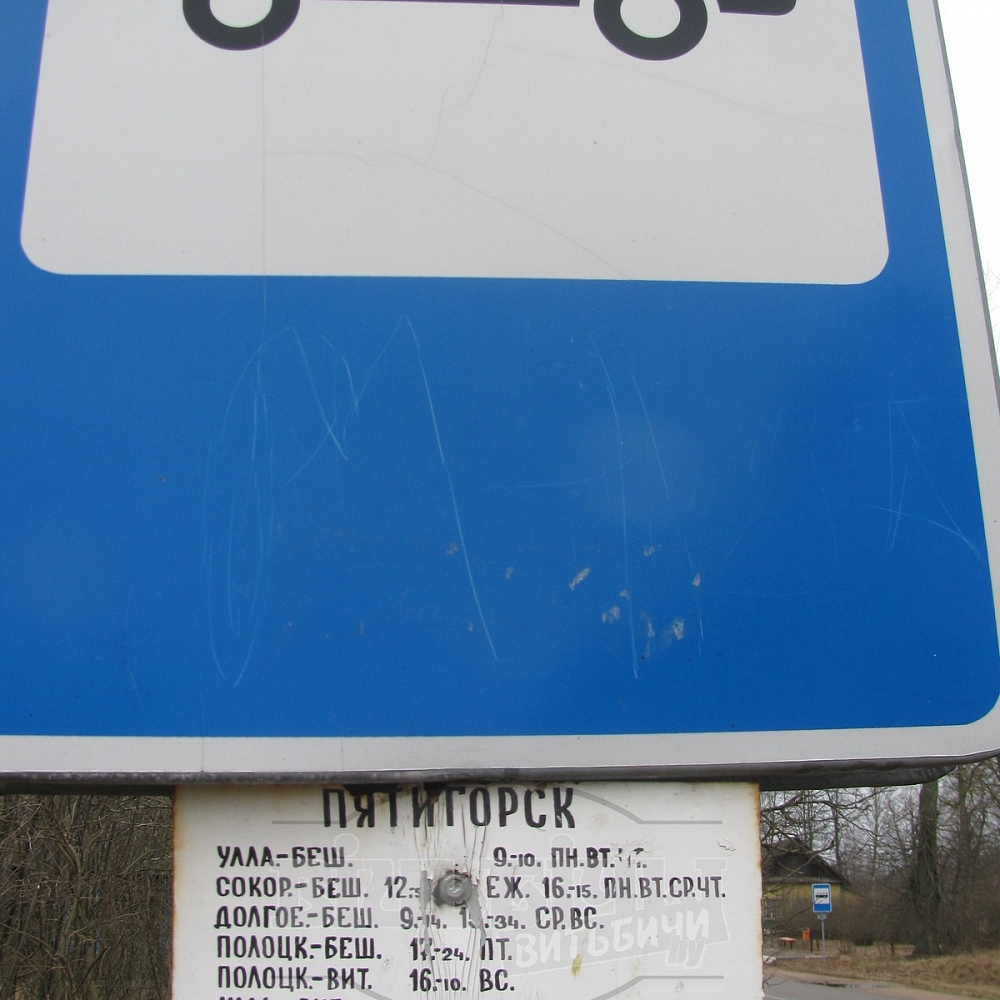 ПЯТИГОРСК
УЛЛА.-БЕШ. 9.-10. ПН.ВТ.
СОКОР.-БЕШ. ЕЖ. 16.-15. ПН.ВТ.СР.ЧТ.
ДОЛГОЕ.-БЕШ. 9.-14. СР.ВС.
ПОЛОЦК.-БЕШ. ПТ.
ПОЛОЦК.-ВИТ. 16.-10. ВС.
ВИТЬБИЧИ